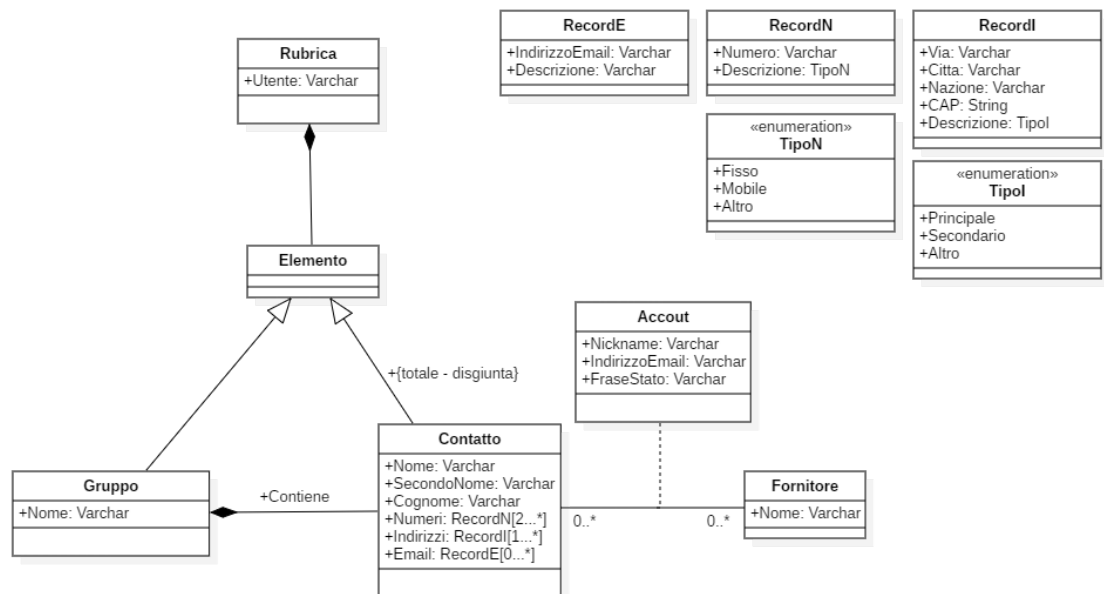 Rubrica
+Utente: Varchar
RecordE
+IndirizzoEmail: Varchar
+Descrizione: Varchar
RecordN
+Numero: Varchar
+Descrizione: TipoN
RecordI
+Via: Varchar
+Citta: Varchar
+Nazione: Varchar
+CAP: String
+Descrizione: TipoI
«enumeration»
TipoN
+Fisso
+Mobile
+Altro
«enumeration»
TipoI
+Principale
+Secondario
+Altro
Elemento
+{totale - disgiunta}
Accout
+Nickname: Varchar
+IndirizzoEmail: Varchar
+FraseStato: Varchar
Gruppo
+Nome: Varchar
+Contiene
Contatto
+Nome: Varchar
+SecondoNome: Varchar
+Cognome: Varchar
+Numeri: RecordN[2...*]
+Indirizzi: RecordI[1...*]
+Email: RecordE[0...*]
0..*
0..*
Fornitore
+Nome: Varchar